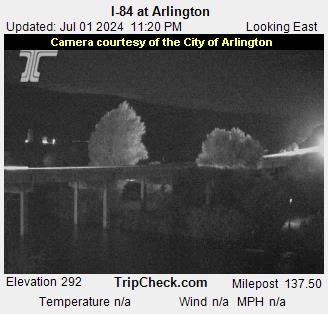 I-84 at Arlington
Updated: Jul 01 2024 11:20 PM Looking East
Camera courtesy of the City of Arlington
Elevation 292 TripCheck.com Milepost 137.50
Temperature n/a Wind n/a MPH n/a